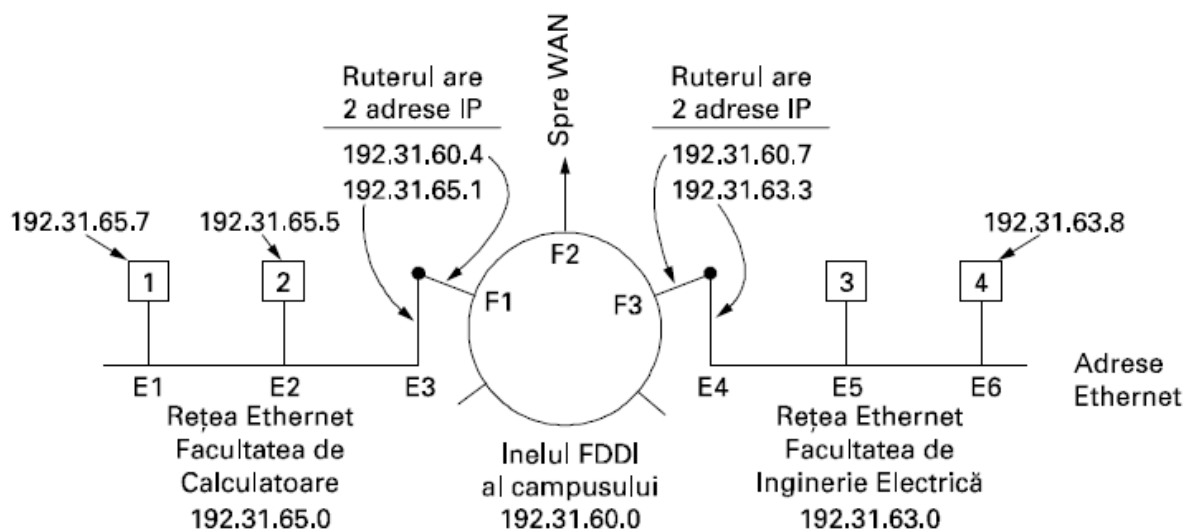 Ruterul are
2 adrese IP
192.31.60.4
192.31.65.1
Spre WAN
Ruterul are
2 adrese IP
192.31.60.7
192.31.63.3
192.31.65.7
192.31.65.5
192.31.63.8
1
2
F1
F2
F3
3
4
E1
E2
E3
E4
E5
E6
Adrese
Ethernet
Rețea Ethernet
Facultatea de
Calculatoare
192.31.65.0
Inelul FDDI
al campusului
192.31.60.0
Rețea Ethernet
Facultatea de
Inginerie Electrică
192.31.63.0